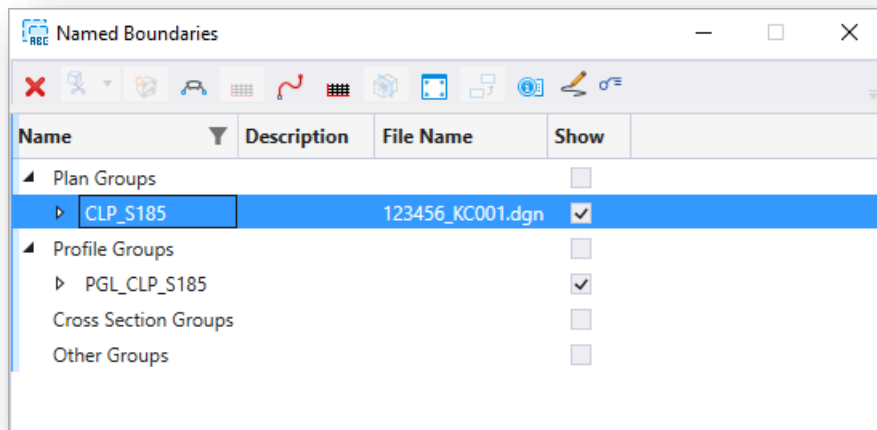 Named Boundaries
Name Description File Name Show
Plan Groups
CLP_S185 123456_KC001.dgn
Profile Groups
PGL_CLP_S185
Cross Section Groups
Other Groups